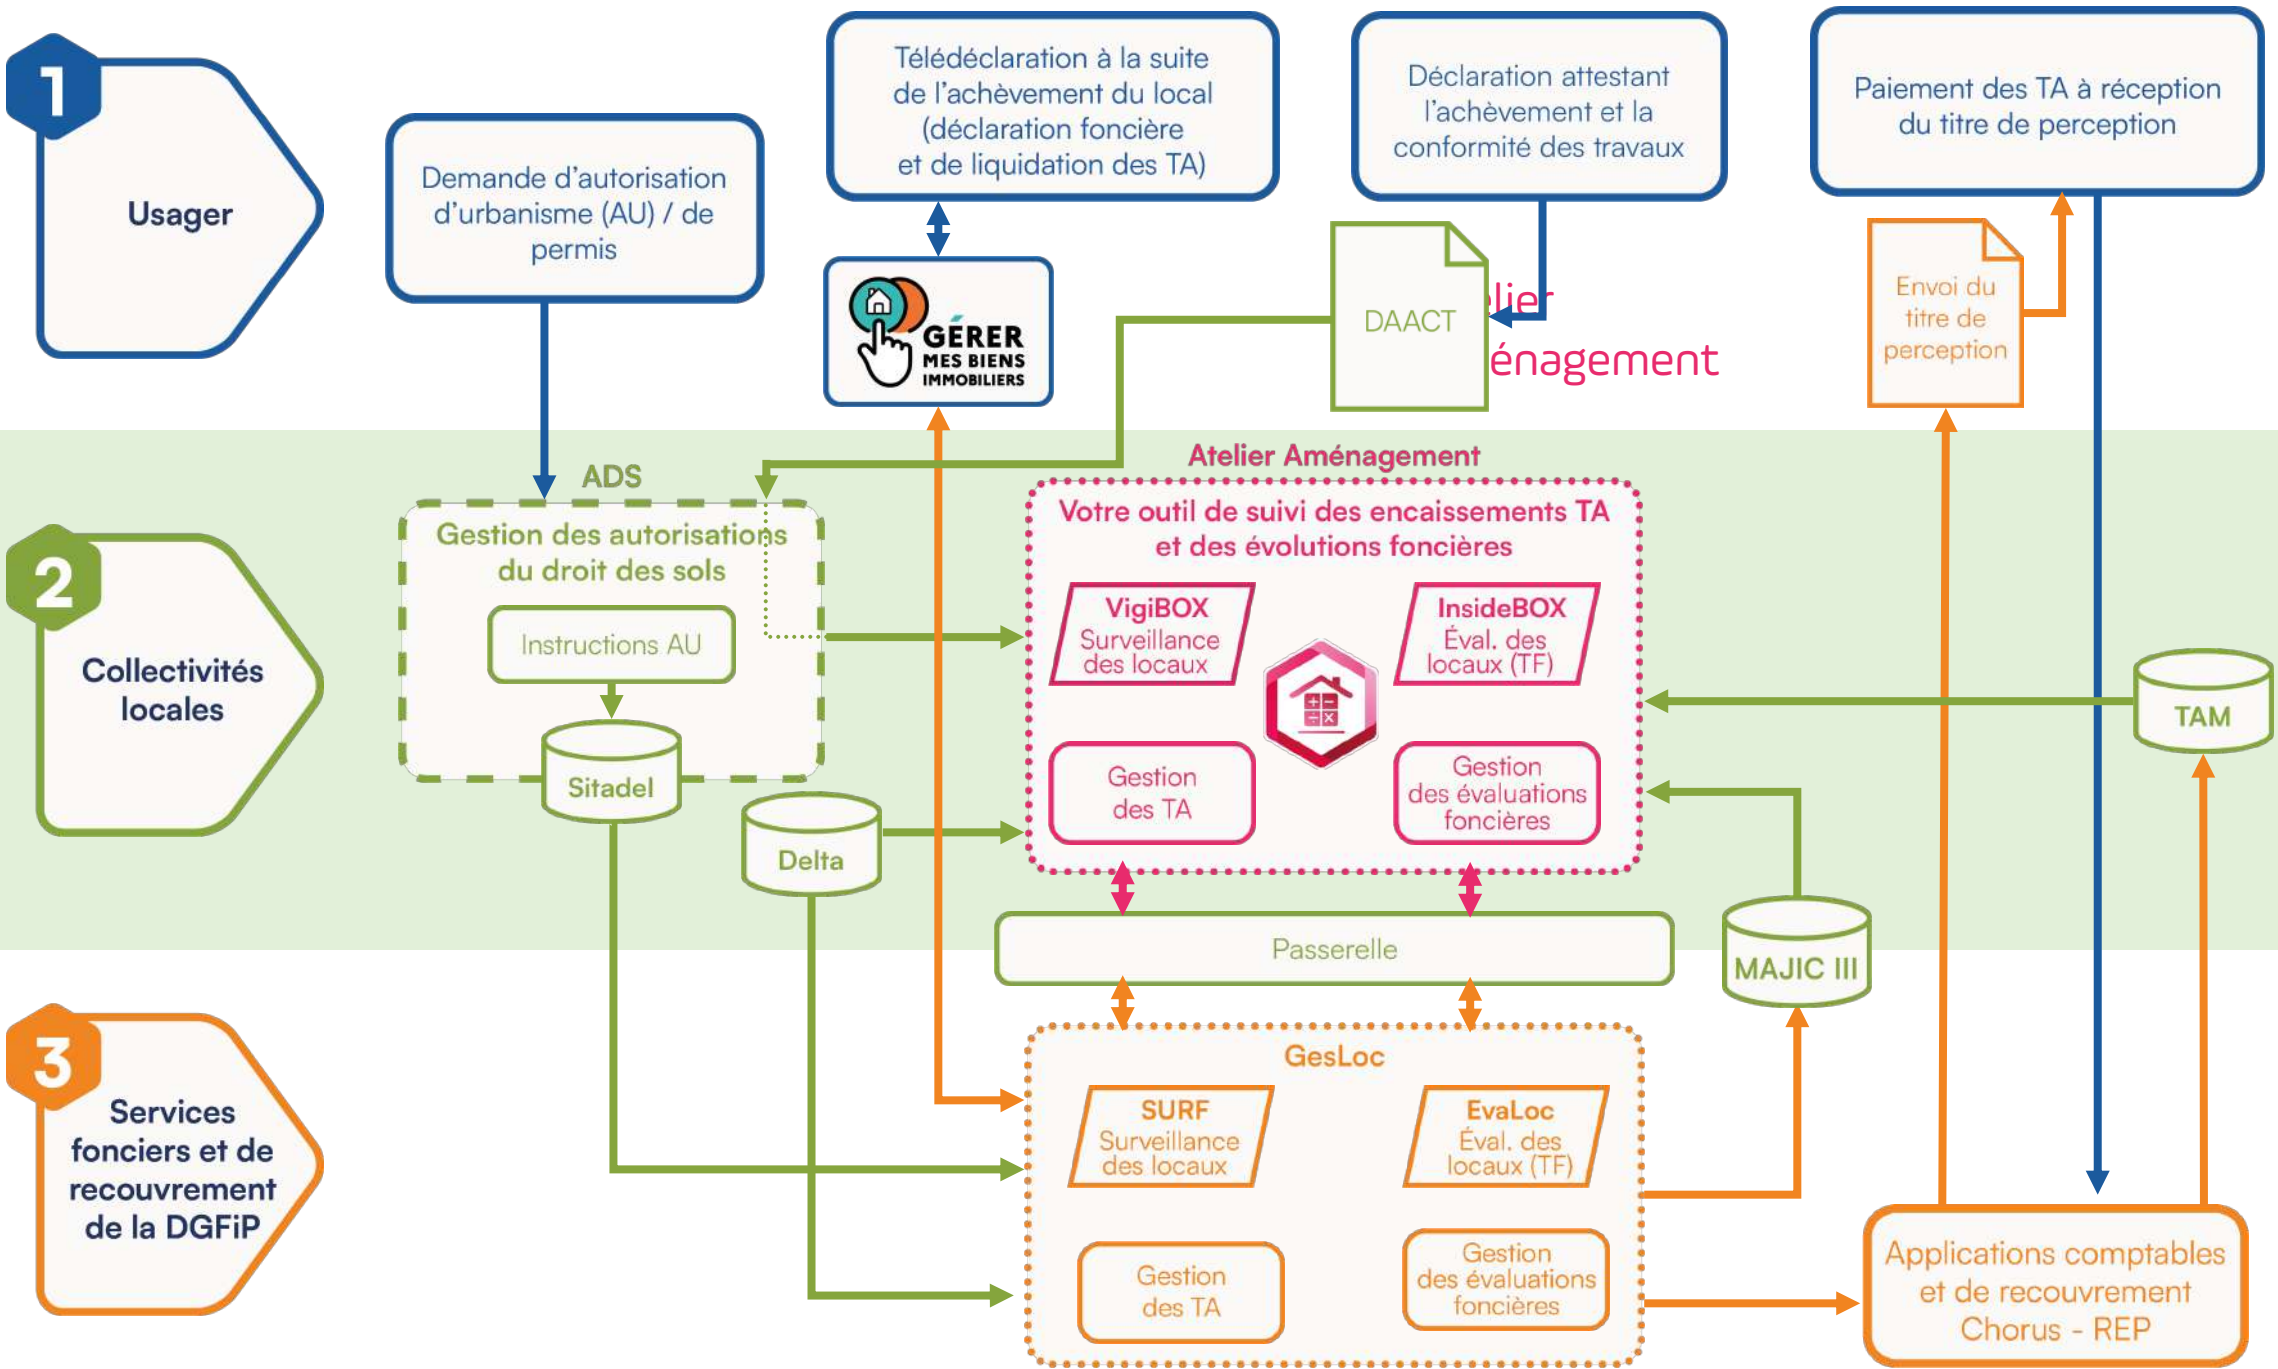 1
Usager
Demande d'autorisation
d'urbanisme (AU) / de
permis
Télédéclaration à la suite
de l'achèvement du local
(déclaration foncière
et de liquidation des TA)
GÉRER
MES BIENS
IMMOBILIERS
Déclaration attestant
l'achèvement et la
conformité des travaux
DAACT
lier
énagement
Paiement des TA à réception
du titre de perception
Envoi du
titre de
perception
2
Collectivités
locales
ADS
Gestion des autorisations
du droit des sols
Instructions AU
Sitadel
Delta
Atelier Aménagement
Votre outil de suivi des encaissements TA
et des évolutions foncières
VigiBOX
Surveillance
des locaux
InsideBOX
Éval. des
locaux (TF)
Gestion
des TA
Gestion
des évaluations
foncières
Passerelle
TAM
MAJIC III
3
Services
fonciers et de
recouvrement
de la DGFiP
GesLoc
SURF
Surveillance
des locaux
EvaLoc
Éval. des
locaux (TF)
Gestion
des TA
Gestion
des évaluations
foncières
Applications comptables
et de recouvrement
Chorus - REP